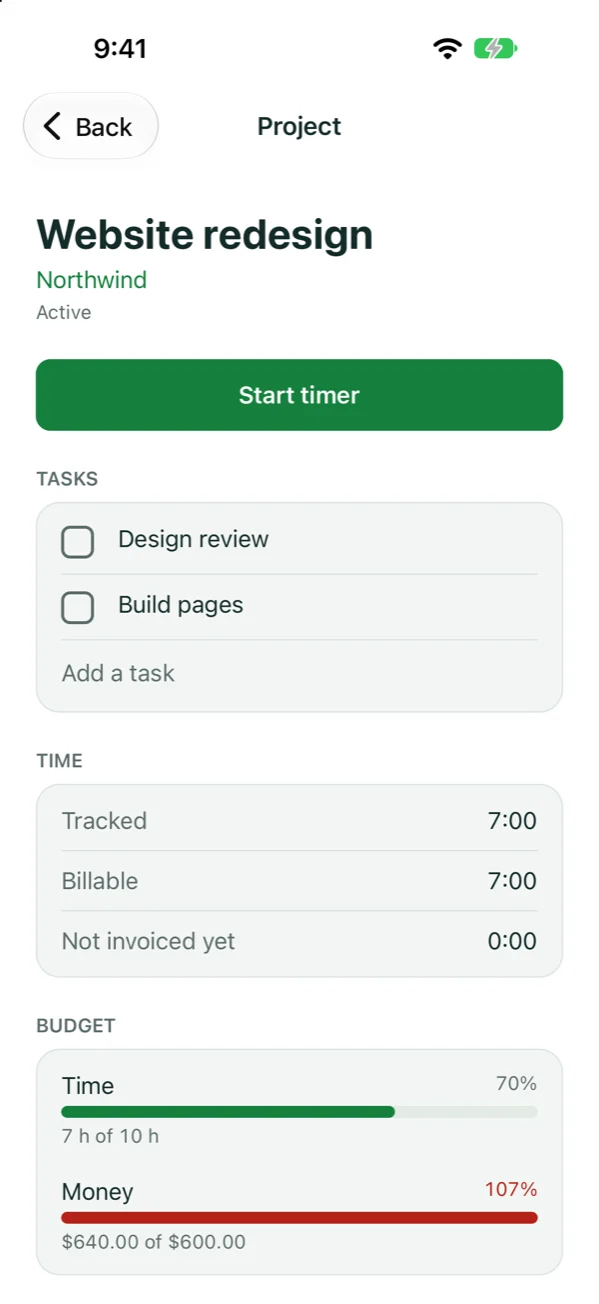 9:41
Back
Project
Website redesign
Northwind
Active
Start timer
TASKS
Design review
Build pages
Add a task
TIME
Tracked 7:00
Billable 7:00
Not invoiced yet 0:00
BUDGET
Time 70%
7 h of 10 h
Money 107%
$640.00 of $600.00